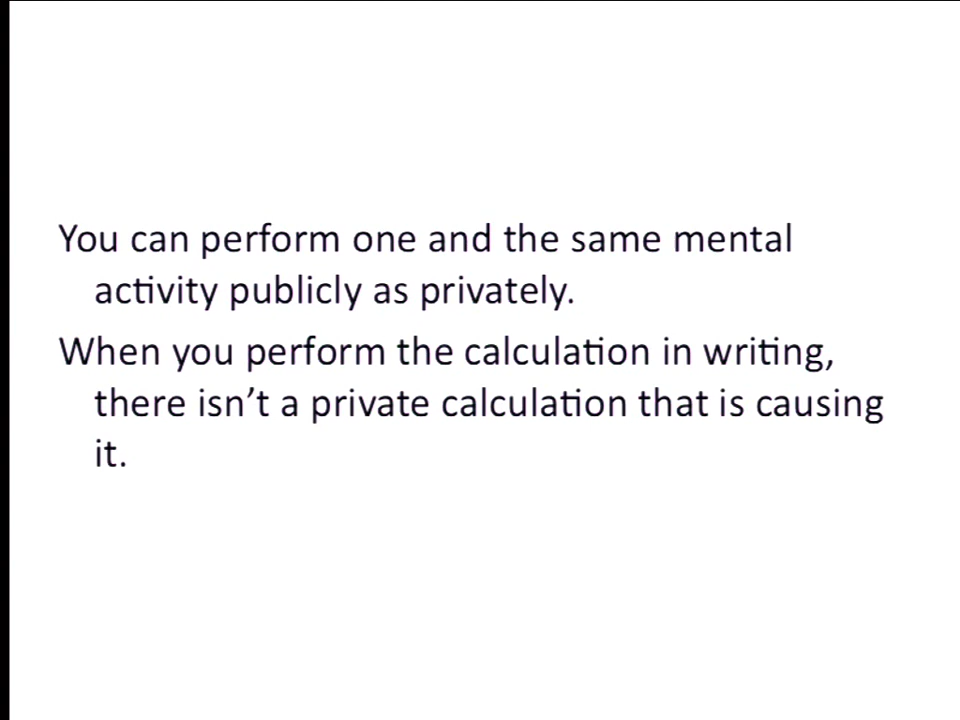 You can perform one and the same mental
activity publicly as privately.
When you perform the calculation in writing,
there isn’t a private calculation that is causing
it.